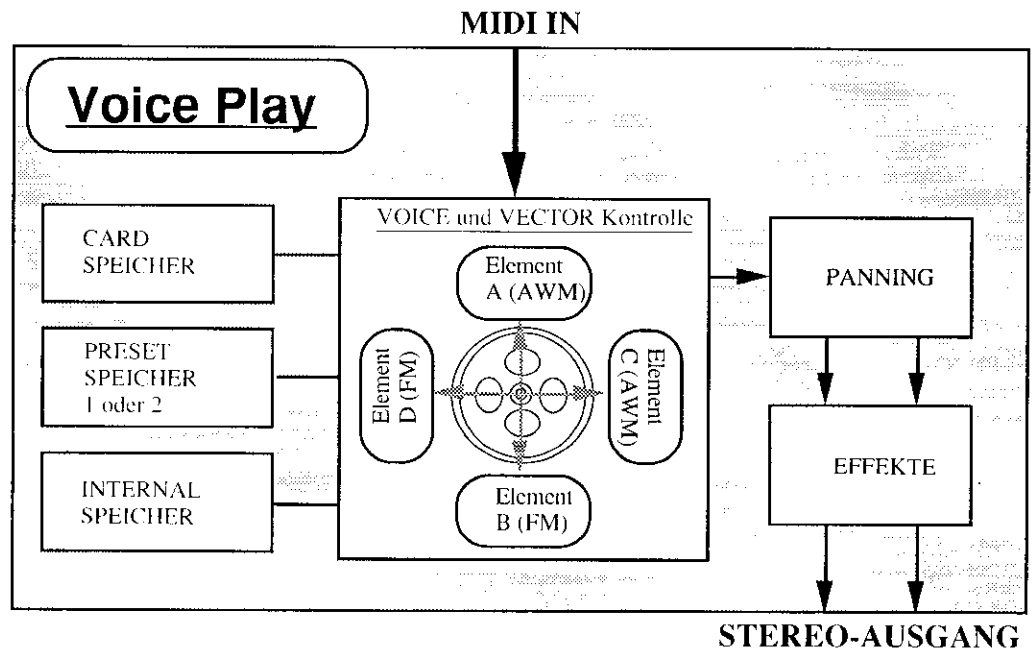 MIDI IN
Voice Play
VOICE und VECTOR Kontrolle
CARD
SPEICHER
PRESET
SPEICHER
1 oder 2
INTERNAL
SPEICHER
Element
A (AWM)
Element
D (FM)
Element
C (AWM)
Element
B (FM)
PANNING
EFFEKTE
STEREO-AUSGANG